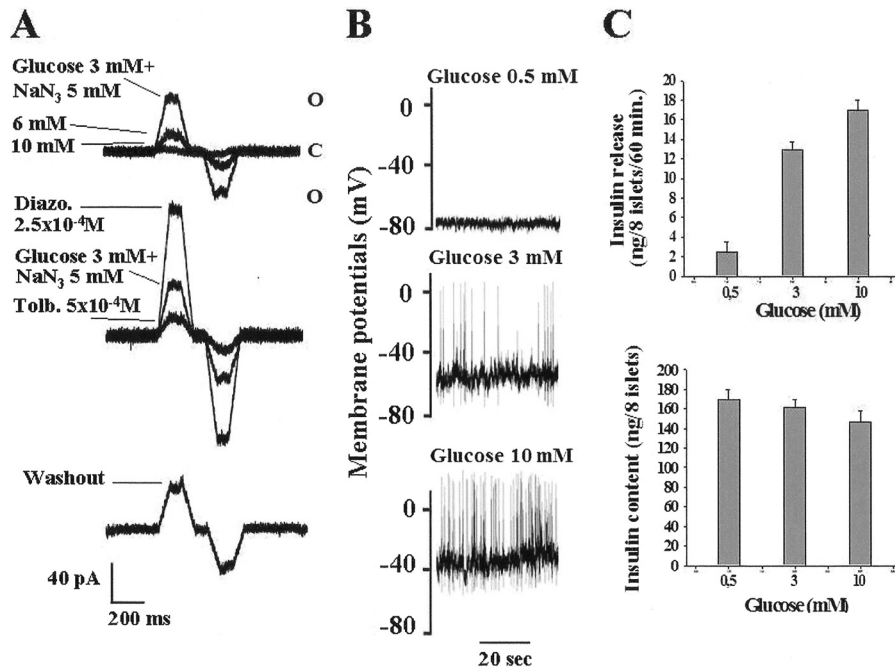 A
Glucose 3 mM+
NaN3 5 mM
6 mM
10 mM
O
C
O
Diazo.
2.5x10-4M
Glucose 3 mM+
NaN3 5 mM
Tolb. 5x10-4M
Washout
40 pA
200 ms
B
Membrane potentials (mV)
Glucose 0.5 mM
0
-40
-80
Glucose 3 mM
0
-40
-80
Glucose 10 mM
0
-40
-80
20 sec
C
Insulin release
(ng/8 islets/60 min.)
20
18
16
14
12
10
8
6
4
2
0
0,5
3
10
Glucose (mM)
Insulin content (ng/8 islets)
200
180
160
140
120
100
80
60
40
20
0
0,5
3
10
Glucose (mM)